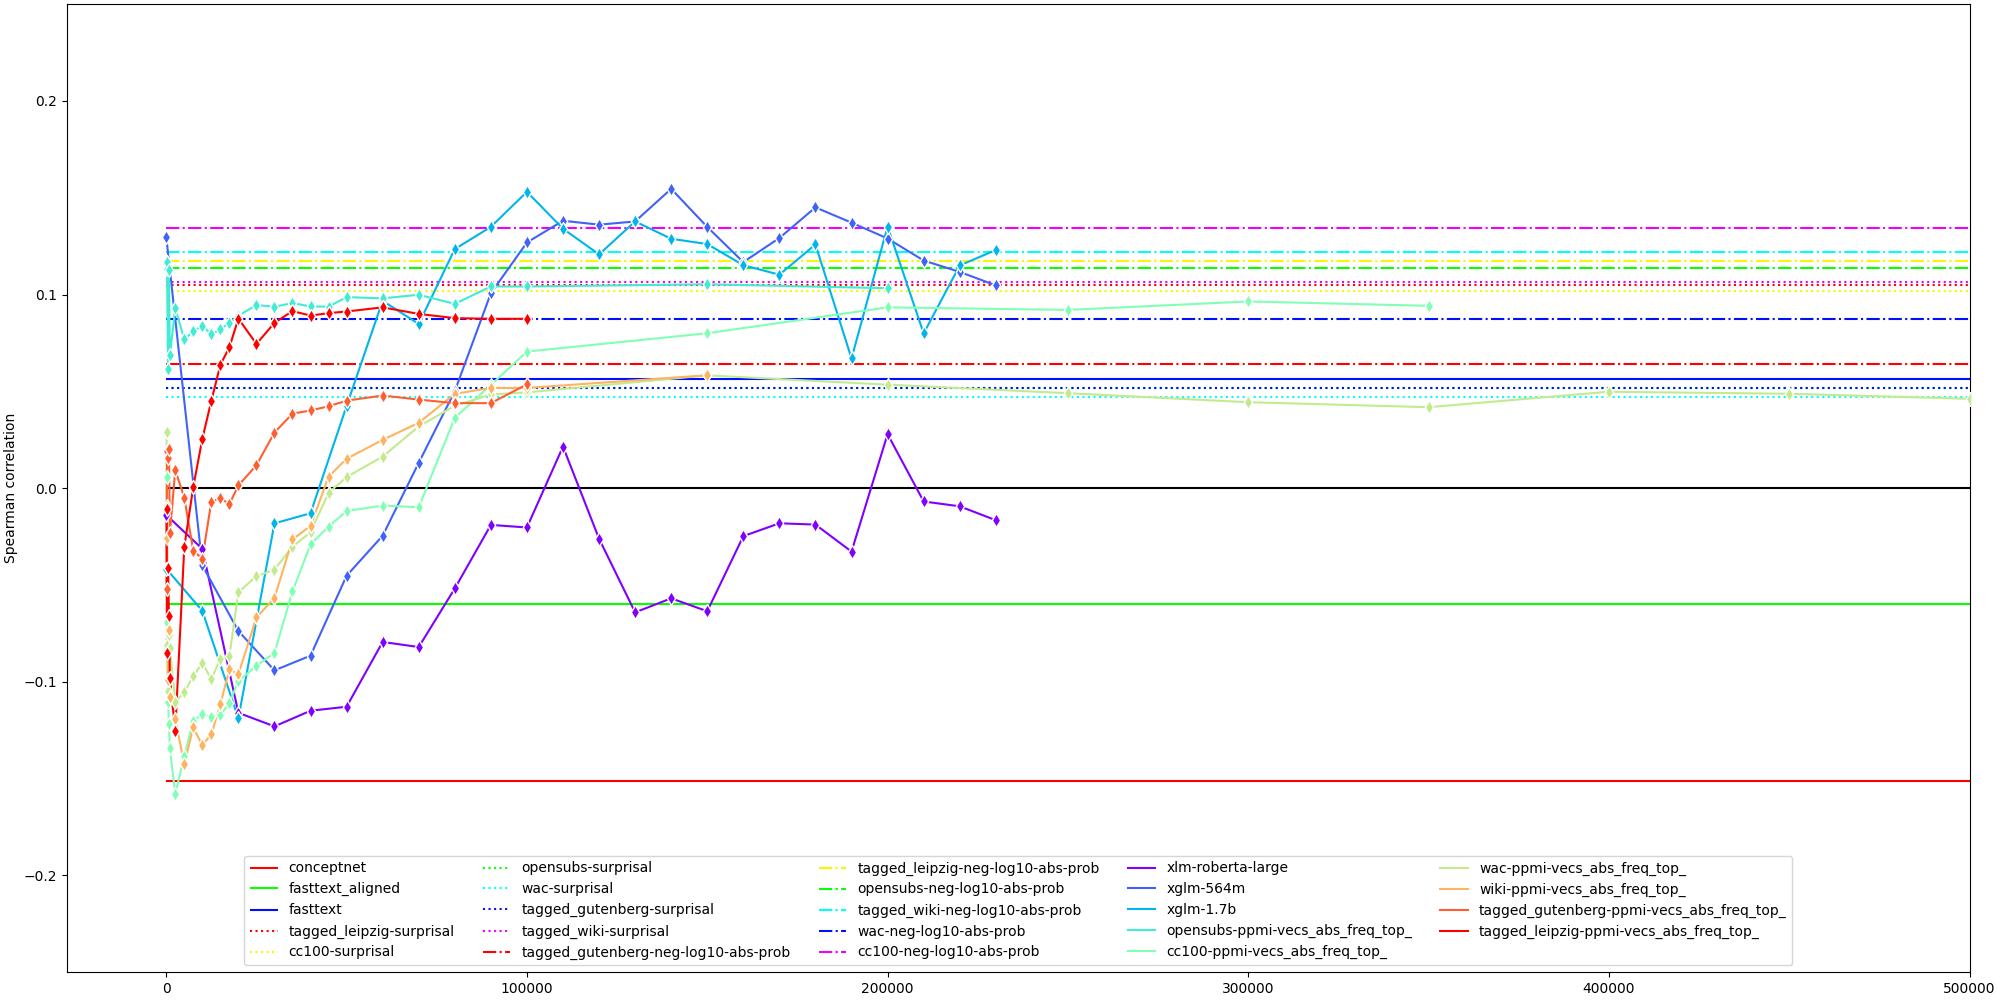 0.2
0.1
0.0
−0.1
−0.2
Spearman correlation
conceptnet
fasttext_aligned
fasttext
tagged_leipzig-surprisal
cc100-surprisal
opensubs-surprisal
wac-surprisal
tagged_gutenberg-surprisal
tagged_wiki-surprisal
tagged_gutenberg-neg-log10-abs-prob
tagged_leipzig-neg-log10-abs-prob
opensubs-neg-log10-abs-prob
tagged_wiki-neg-log10-abs-prob
wac-neg-log10-abs-prob
cc100-neg-log10-abs-prob
xlm-roberta-large
xglm-564m
xglm-1.7b
opensubs-ppmi-vecs_abs_freq_top_
cc100-ppmi-vecs_abs_freq_top_
wac-ppmi-vecs_abs_freq_top_
wiki-ppmi-vecs_abs_freq_top_
tagged_gutenberg-ppmi-vecs_abs_freq_top_
tagged_leipzig-ppmi-vecs_abs_freq_top_
0 100000 200000 300000 400000 500000